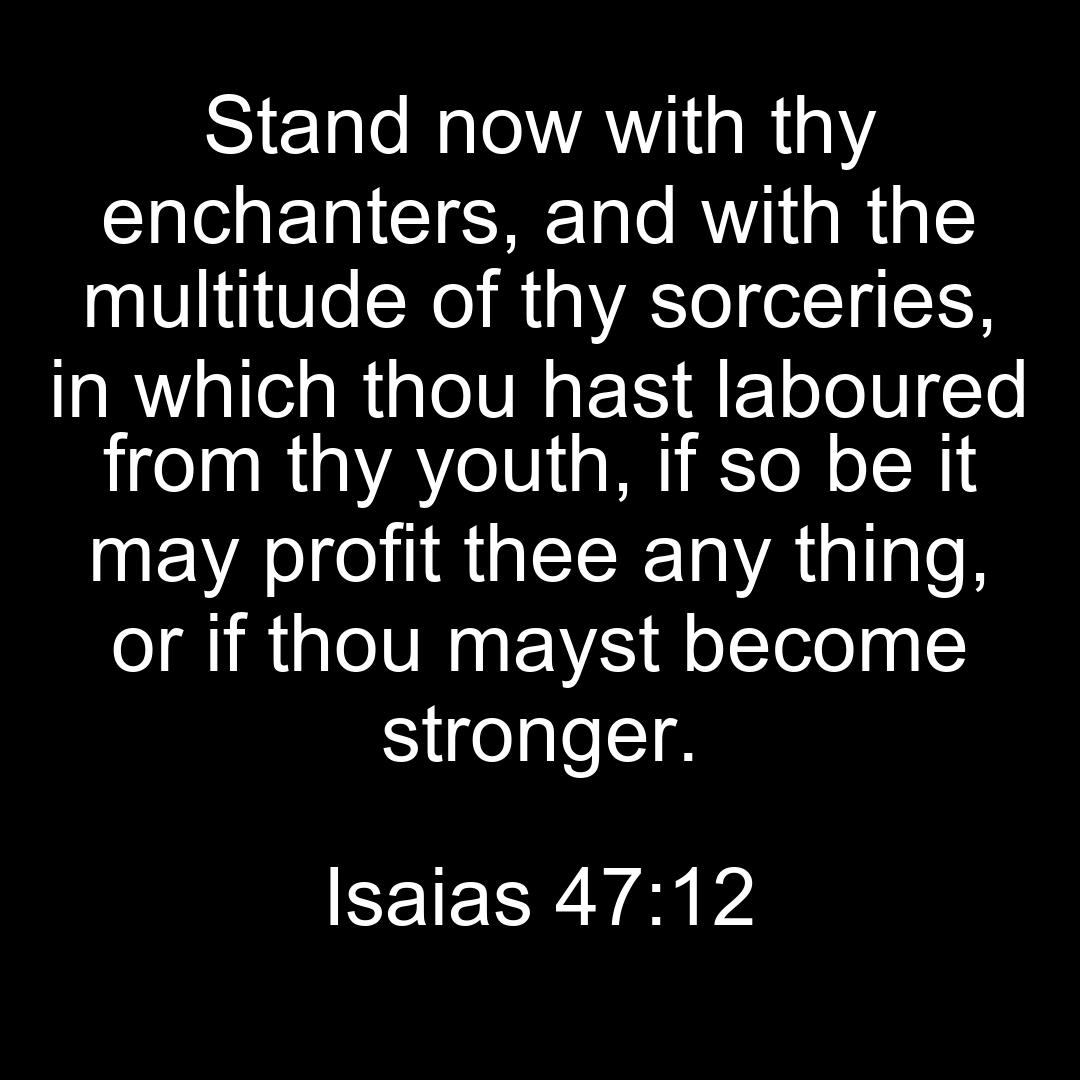 Stand now with thy
enchanters, and with the
multitude of thy sorceries,
in which thou hast laboured
from thy youth, if so be it
may profit thee any thing,
or if thou mayst become
stronger.
Isaias 47:12